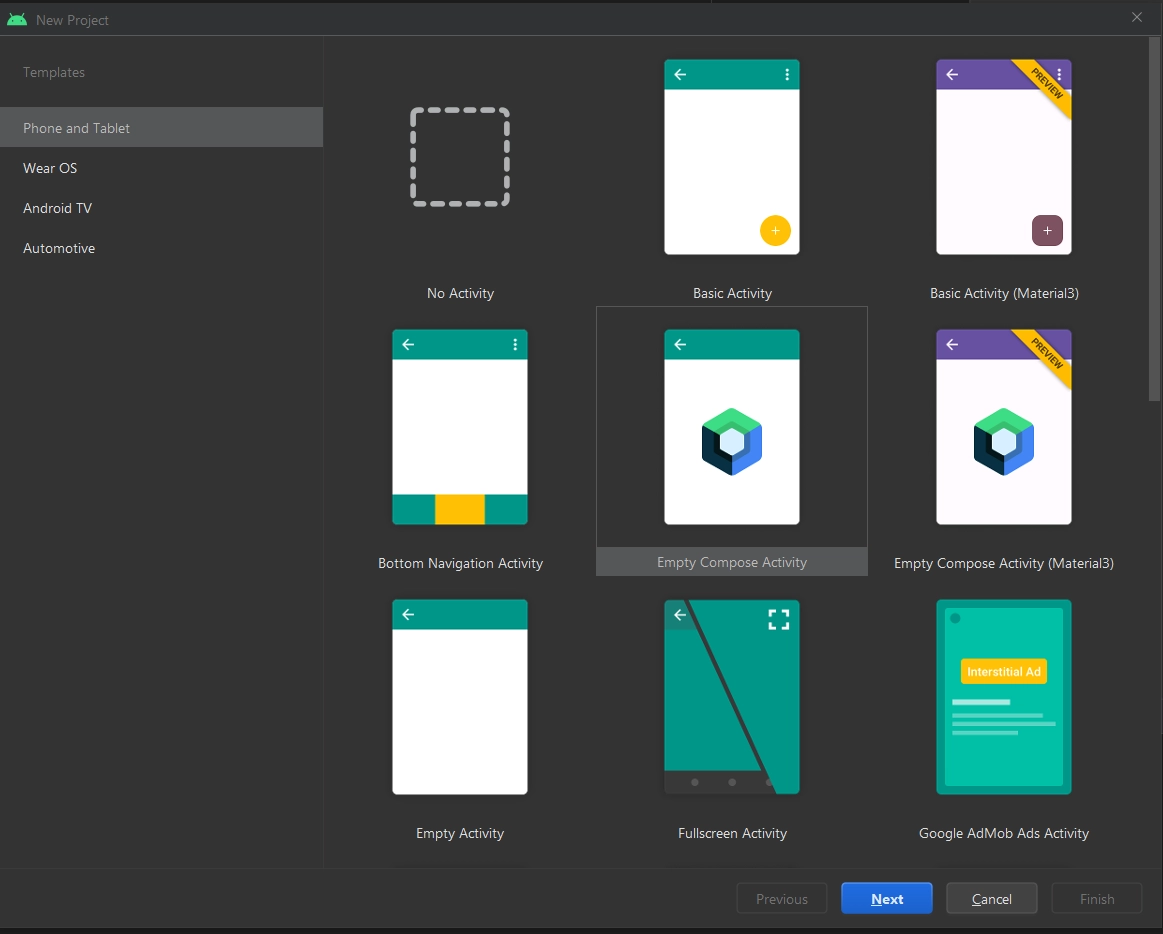 New Project
Templates
Phone and Tablet
Wear OS
Android TV
Automotive
No Activity
Basic Activity
PREVIEW
Basic Activity (Material3)
Bottom Navigation Activity
Empty Compose Activity
PREVIEW
Empty Compose Activity (Material3)
Empty Activity
Fullscreen Activity
Interstitial Ad
Google AdMob Ads Activity
Previous
Next
Cancel
Finish